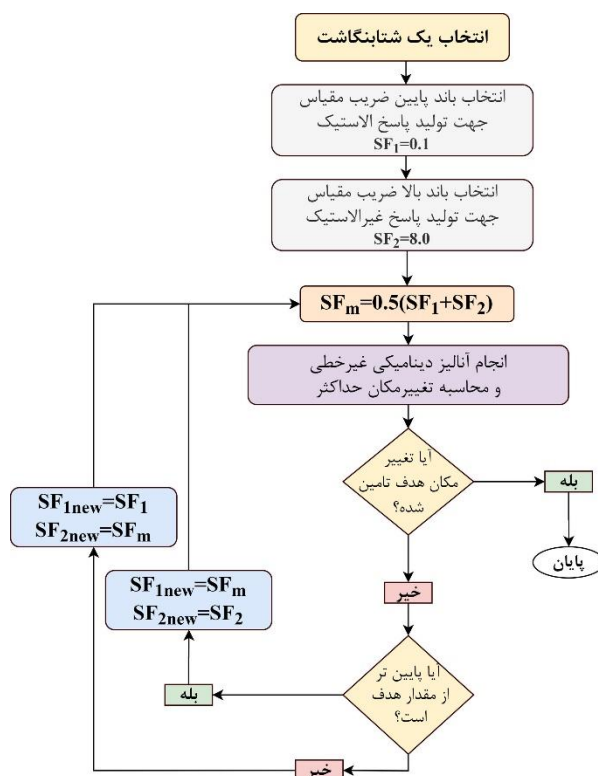 انتخاب یک شتابنگاشت
انتخاب باند پایین ضریب مقیاس
جهت تولید پاسخ الاستیک
SF₁=0.1
انتخاب باند بالا ضریب مقیاس
جهت تولید پاسخ غیرالاستیک
SF₂=8.0
SFₘ=0.5(SF₁+SF₂)
انجام آنالیز دینامیکی غیرخطی
و محاسبه تغییرمکان حداکثر
آیا تغییر
مکان هدف تامین
شده؟
بله
پایان
خیر
آیا پایین تر
از مقدار هدف
است؟
بله
SF₁new=SFₘ
SF₂new=SF₂
خیر
SF₁new=SF₁
SF₂new=SFₘ